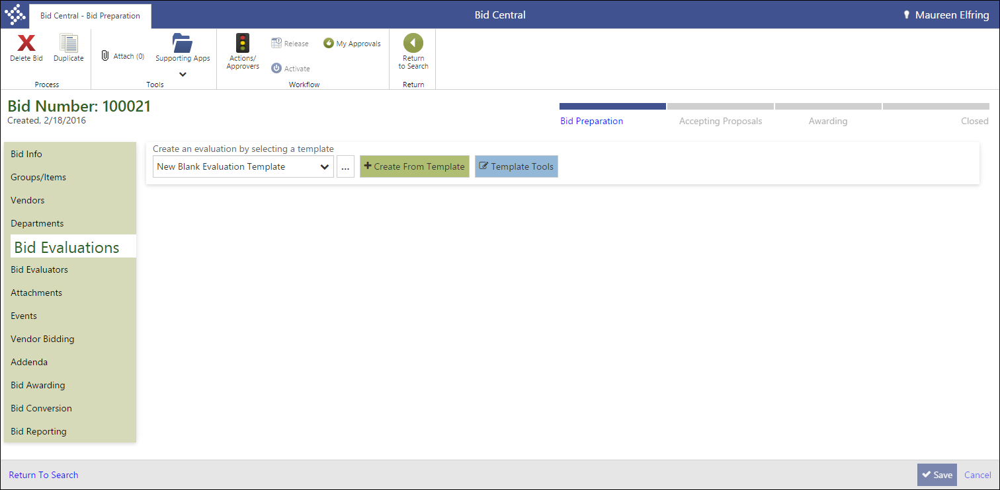 Bid Central - Bid Preparation
Bid Central
Maureen Elfring
Delete Bid
Duplicate
Process
Attach (0)
Supporting Apps
Tools
Actions/
Approvers
Release
My Approvals
Activate
Workflow
Return
to Search
Return
Bid Number: 100021
Created, 2/18/2016
Bid Preparation
Accepting Proposals
Awarding
Closed
Bid Info
Groups/Items
Vendors
Departments
Bid Evaluations
Bid Evaluators
Attachments
Events
Vendor Bidding
Addenda
Bid Awarding
Bid Conversion
Bid Reporting
Create an evaluation by selecting a template
New Blank Evaluation Template
...
Create From Template
Template Tools
Return To Search
Save
Cancel